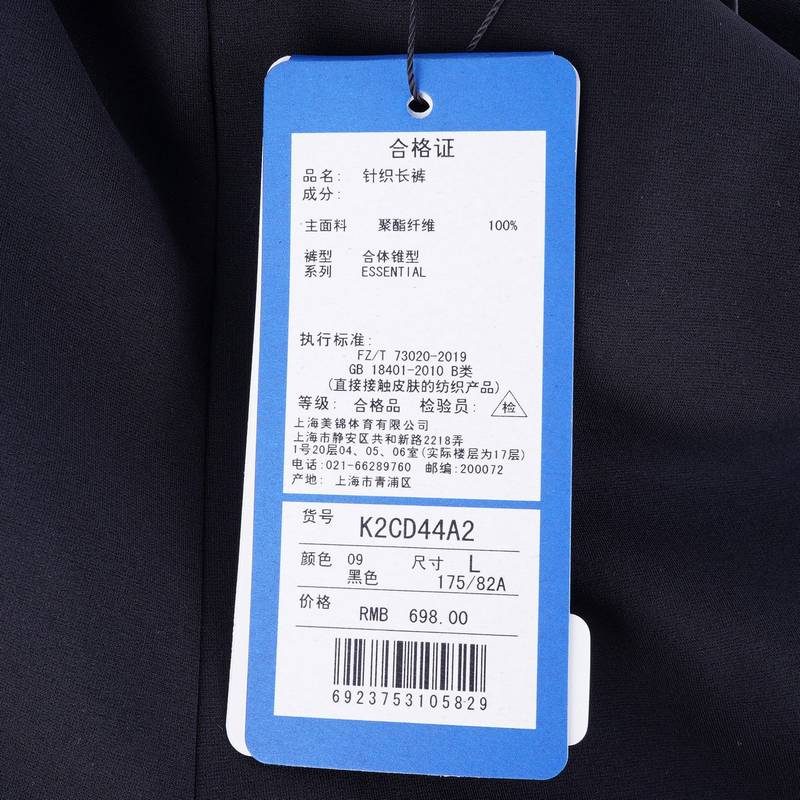 合格证
品名: 针织长裤
成分:
主面料 聚酯纤维 100%
裤型 合体锥型
系列 ESSENTIAL
执行标准:
FZ/T 73020-2019
GB 18401-2010 B类
(直接接触皮肤的纺织产品)
等级: 合格品 检验员: 检
上海美锦体育有限公司
上海市静安区共和新路2218弄
1号20层04、05、06室(实际楼层为17层)
电话:021-66289760 邮编:200072
产地: 上海市青浦区
货号 K2CD44A2
颜色 09 尺寸 L
黑色 175/82A
价格 RMB 698.00
6923753105829